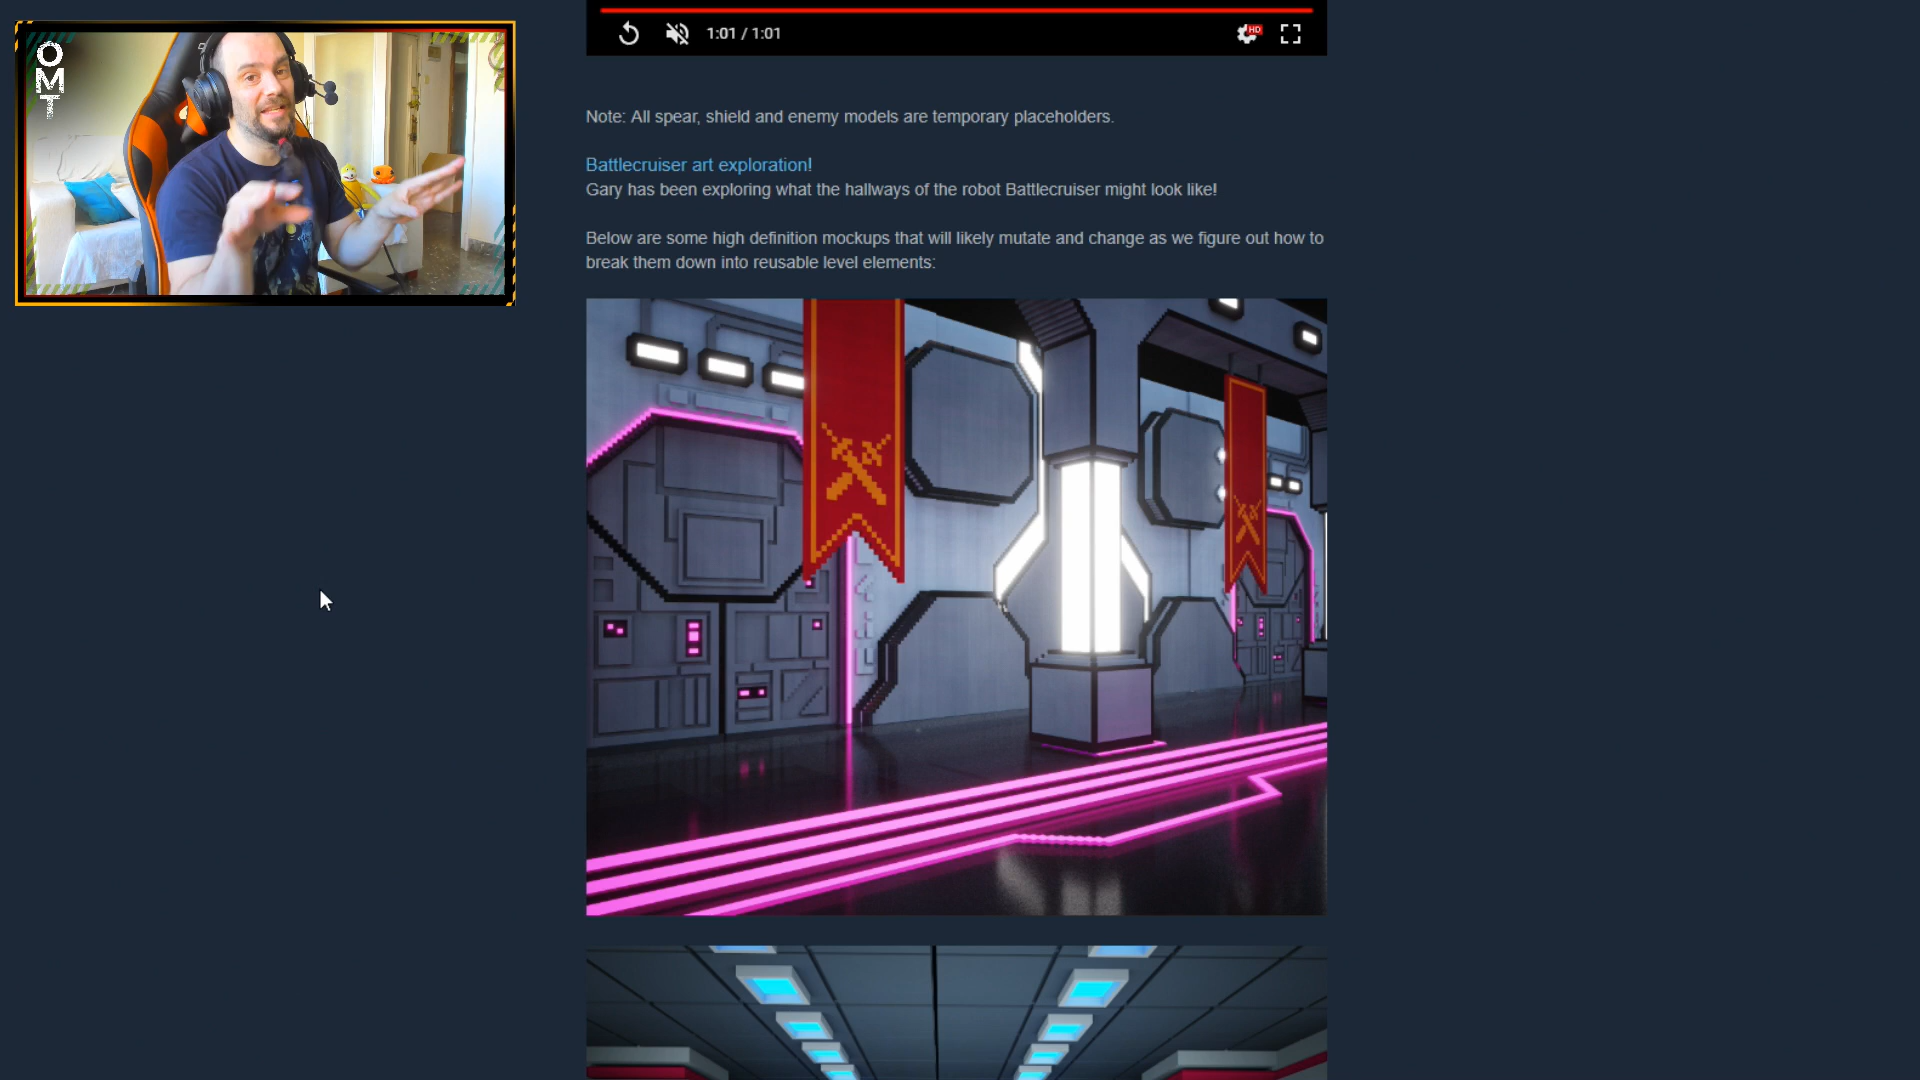 OMT
1:01 / 1:01
HD
Note: All spear, shield and enemy models are temporary placeholders.
Battlecruiser art exploration!
Gary has been exploring what the hallways of the robot Battlecruiser might look like!
Below are some high definition mockups that will likely mutate and change as we figure out how to
break them down into reusable level elements: